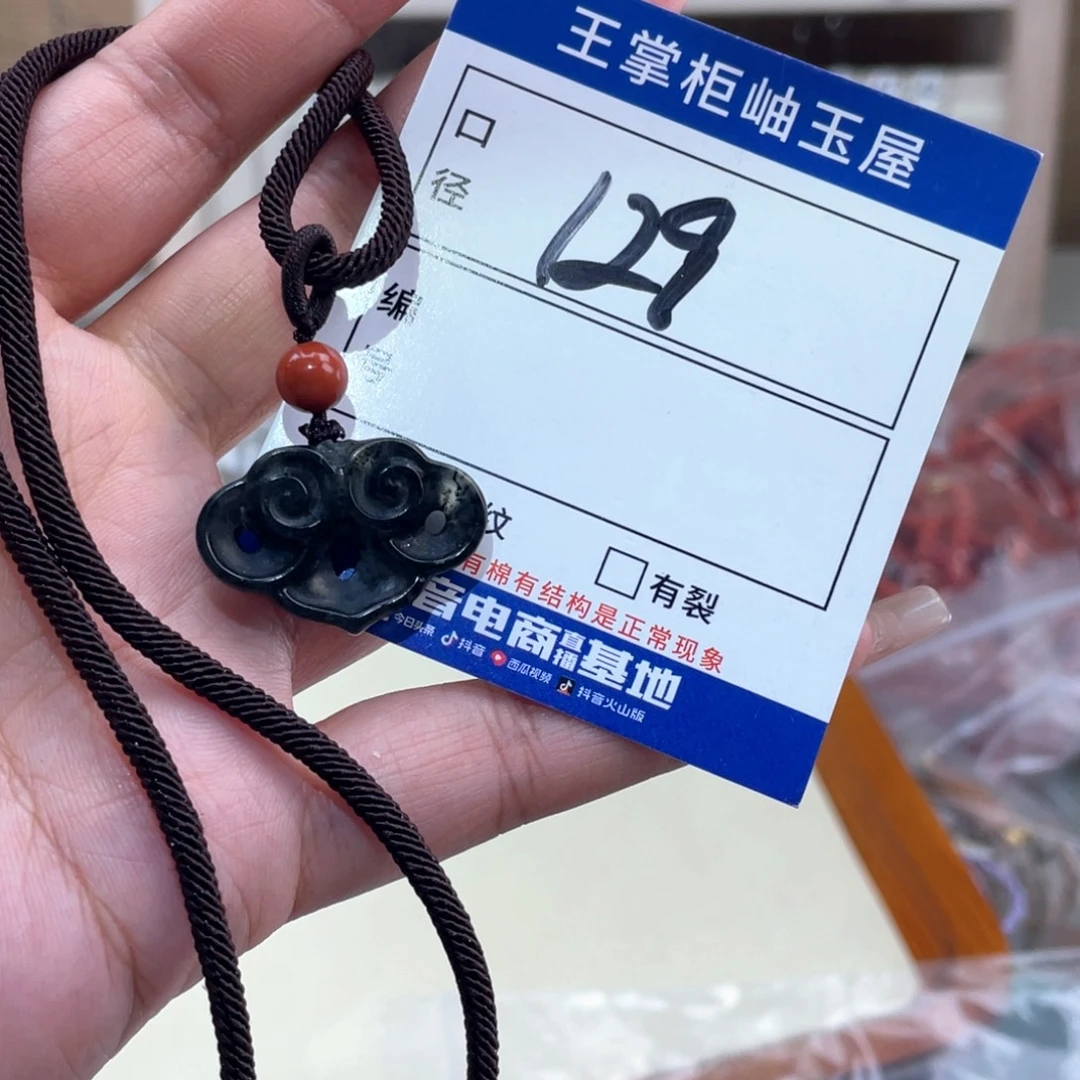 王掌柜岫玉屋
口径
129
编
纹
有裂
有棉有结构是正常现象
音电商直播基地
今日头条 抖音 西瓜视频 抖音火山版